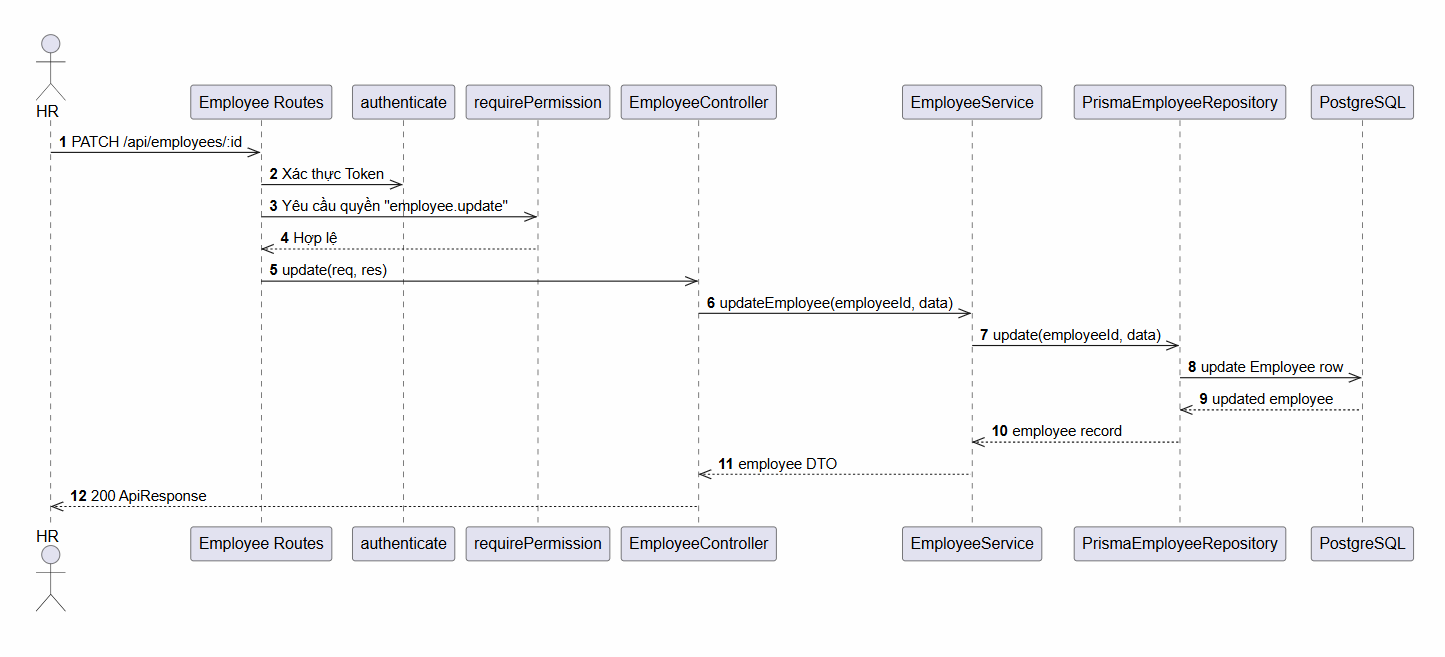 HR
Employee Routes
authenticate
requirePermission
EmployeeController
EmployeeService
PrismaEmployeeRepository
PostgreSQL
1 PATCH /api/employees/:id
2 Xác thực Token
3 Yêu cầu quyền "employee.update"
4 Hợp lệ
5 update(req, res)
6 updateEmployee(employeeId, data)
7 update(employeeId, data)
8 update Employee row
9 updated employee
10 employee record
11 employee DTO
12 200 ApiResponse
HR
Employee Routes
authenticate
requirePermission
EmployeeController
EmployeeService
PrismaEmployeeRepository
PostgreSQL